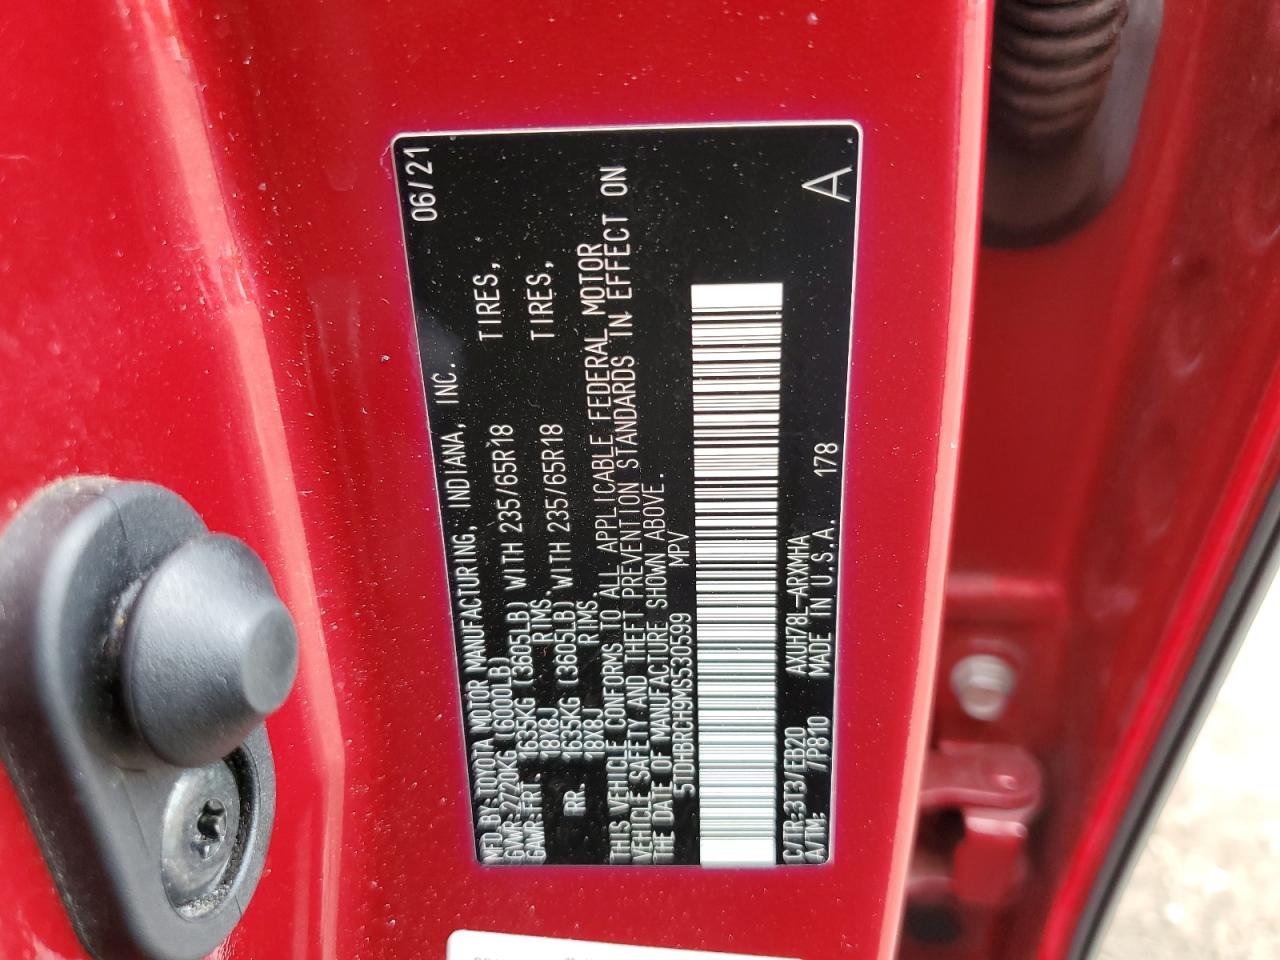 MFD. BY: TOYOTA MOTOR MANUFACTURING, INDIANA, INC. 06/21
GVWR: 2720KG (6000LB)
GAWR: FRT. 1635KG (3605LB) WITH 235/65R18 TIRES,
18X8J RIMS.
RR. 1635KG (3605LB) WITH 235/65R18 TIRES,
18X8J RIMS.
THIS VEHICLE CONFORMS TO ALL APPLICABLE FEDERAL MOTOR
VEHICLE SAFETY AND THEFT PREVENTION STANDARDS IN EFFECT ON
THE DATE OF MANUFACTURE SHOWN ABOVE.
5TDHBRCH9MS530599 MPV
C/TR: 3T3/EB20 AXUH78L-ARXMHA
A/TM: /P810 MADE IN U.S.A. 178 A